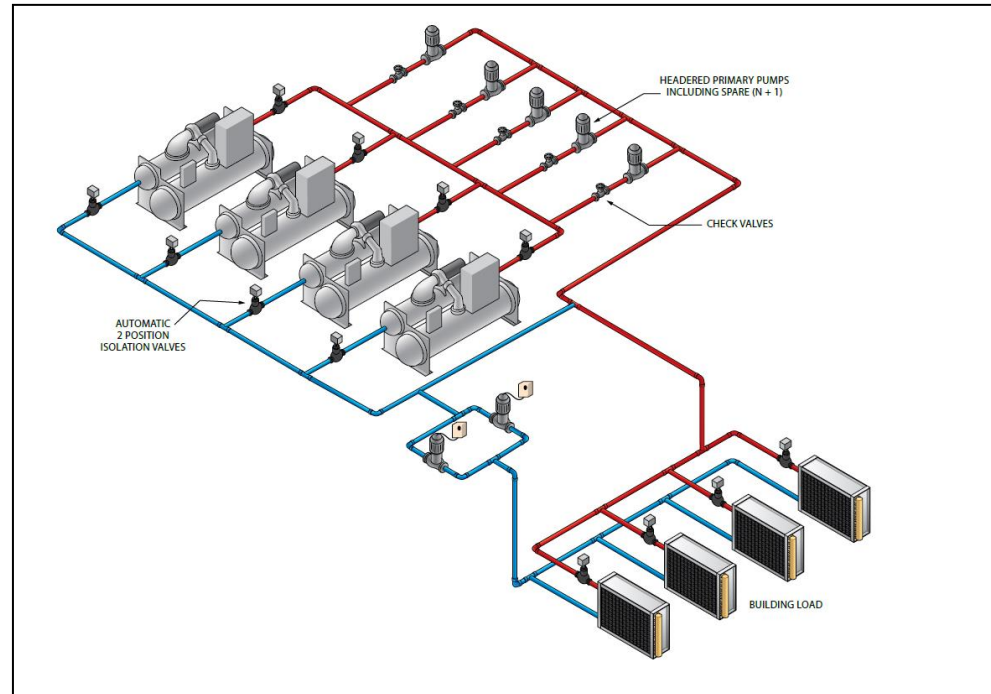 HEADERED PRIMARY PUMPS
INCLUDING SPARE (N + 1)
CHECK VALVES
AUTOMATIC
2 POSITION
ISOLATION VALVES
BUILDING LOAD